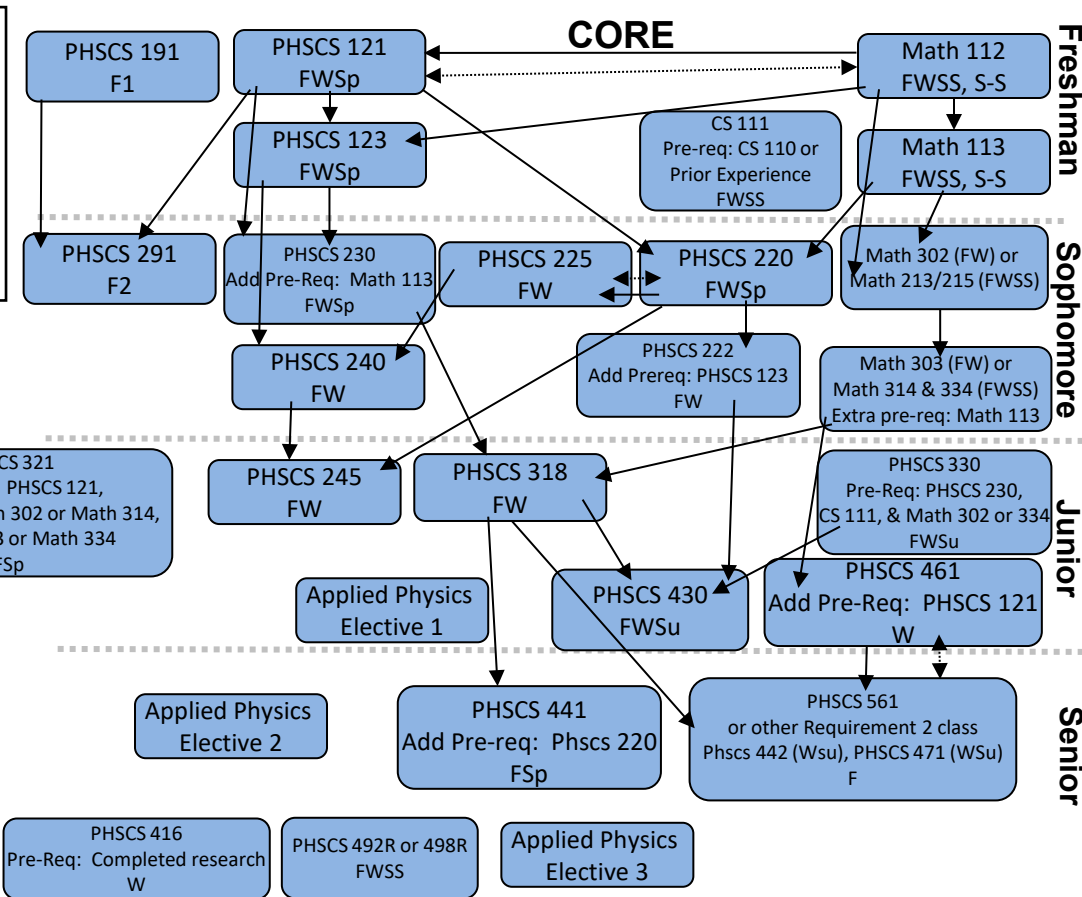 CORE
Freshman
PHSCS 191
F1
PHSCS 121
FWSp
Math 112
FWSS, S-S
PHSCS 123
FWSp
CS 111
Pre-req: CS 110 or
Prior Experience
FWSS
Math 113
FWSS, S-S
Sophomore
PHSCS 291
F2
PHSCS 230
Add Pre-Req: Math 113
FWSp
PHSCS 225
FW
PHSCS 220
FWSp
Math 302 (FW) or
Math 213/215 (FWSS)
PHSCS 240
FW
PHSCS 222
Add Prereq: PHSCS 123
FW
Math 303 (FW) or
Math 314 & 334 (FWSS)
Extra pre-req: Math 113
Junior
CS 321
PHSCS 121,
302 or Math 314,
or Math 334
FSp
PHSCS 245
FW
PHSCS 318
FW
PHSCS 330
Pre-Req: PHSCS 230,
CS 111, & Math 302 or 334
FWSu
Applied Physics
Elective 1
PHSCS 430
FWSu
PHSCS 461
Add Pre-Req: PHSCS 121
W
Senior
Applied Physics
Elective 2
PHSCS 441
Add Pre-req: Phscs 220
FSp
PHSCS 561
or other Requirement 2 class
Phscs 442 (Wsu), PHSCS 471 (WSu)
F
PHSCS 416
Pre-Req: Completed research
W
PHSCS 492R or 498R
FWSS
Applied Physics
Elective 3